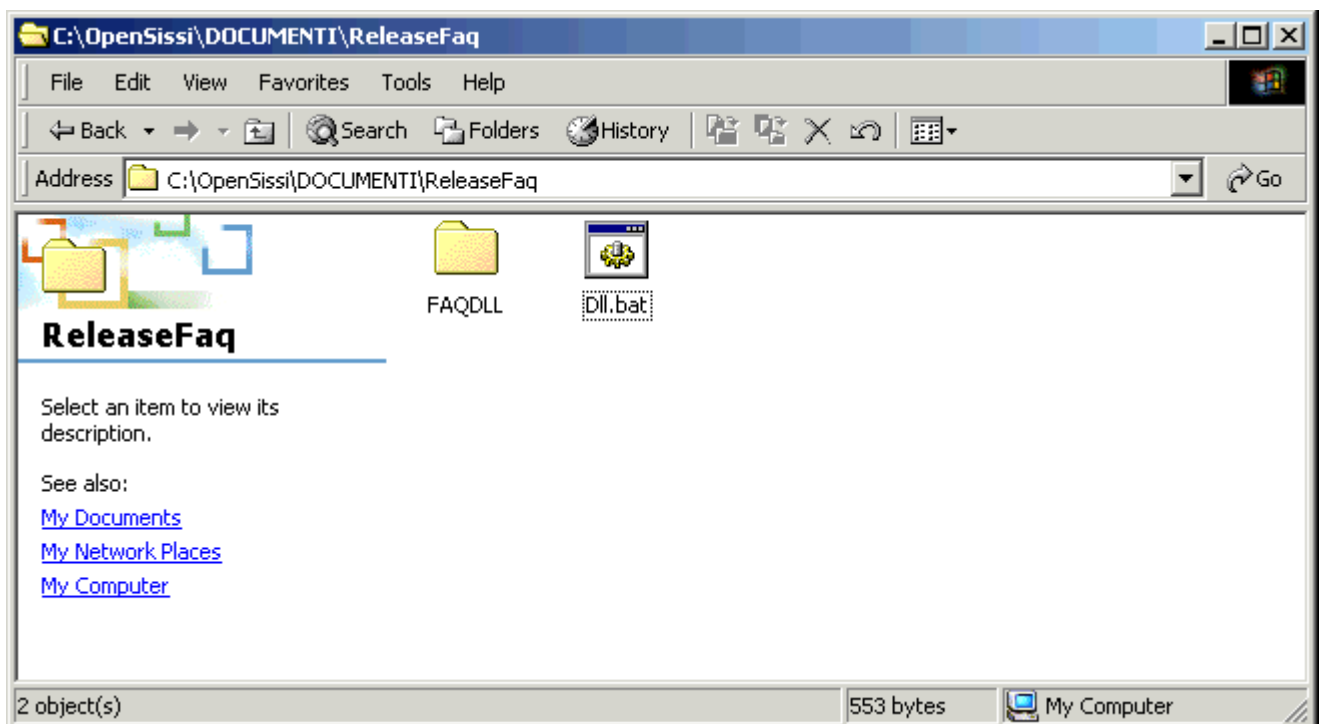 C:\OpenSissi\DOCUMENTI\ReleaseFaq
File Edit View Favorites Tools Help
Back Search Folders History
Address C:\OpenSissi\DOCUMENTI\ReleaseFaq Go
FAQDLL Dll.bat
ReleaseFaq
Select an item to view its
description.
See also:
My Documents
My Network Places
My Computer
2 object(s) 553 bytes My Computer